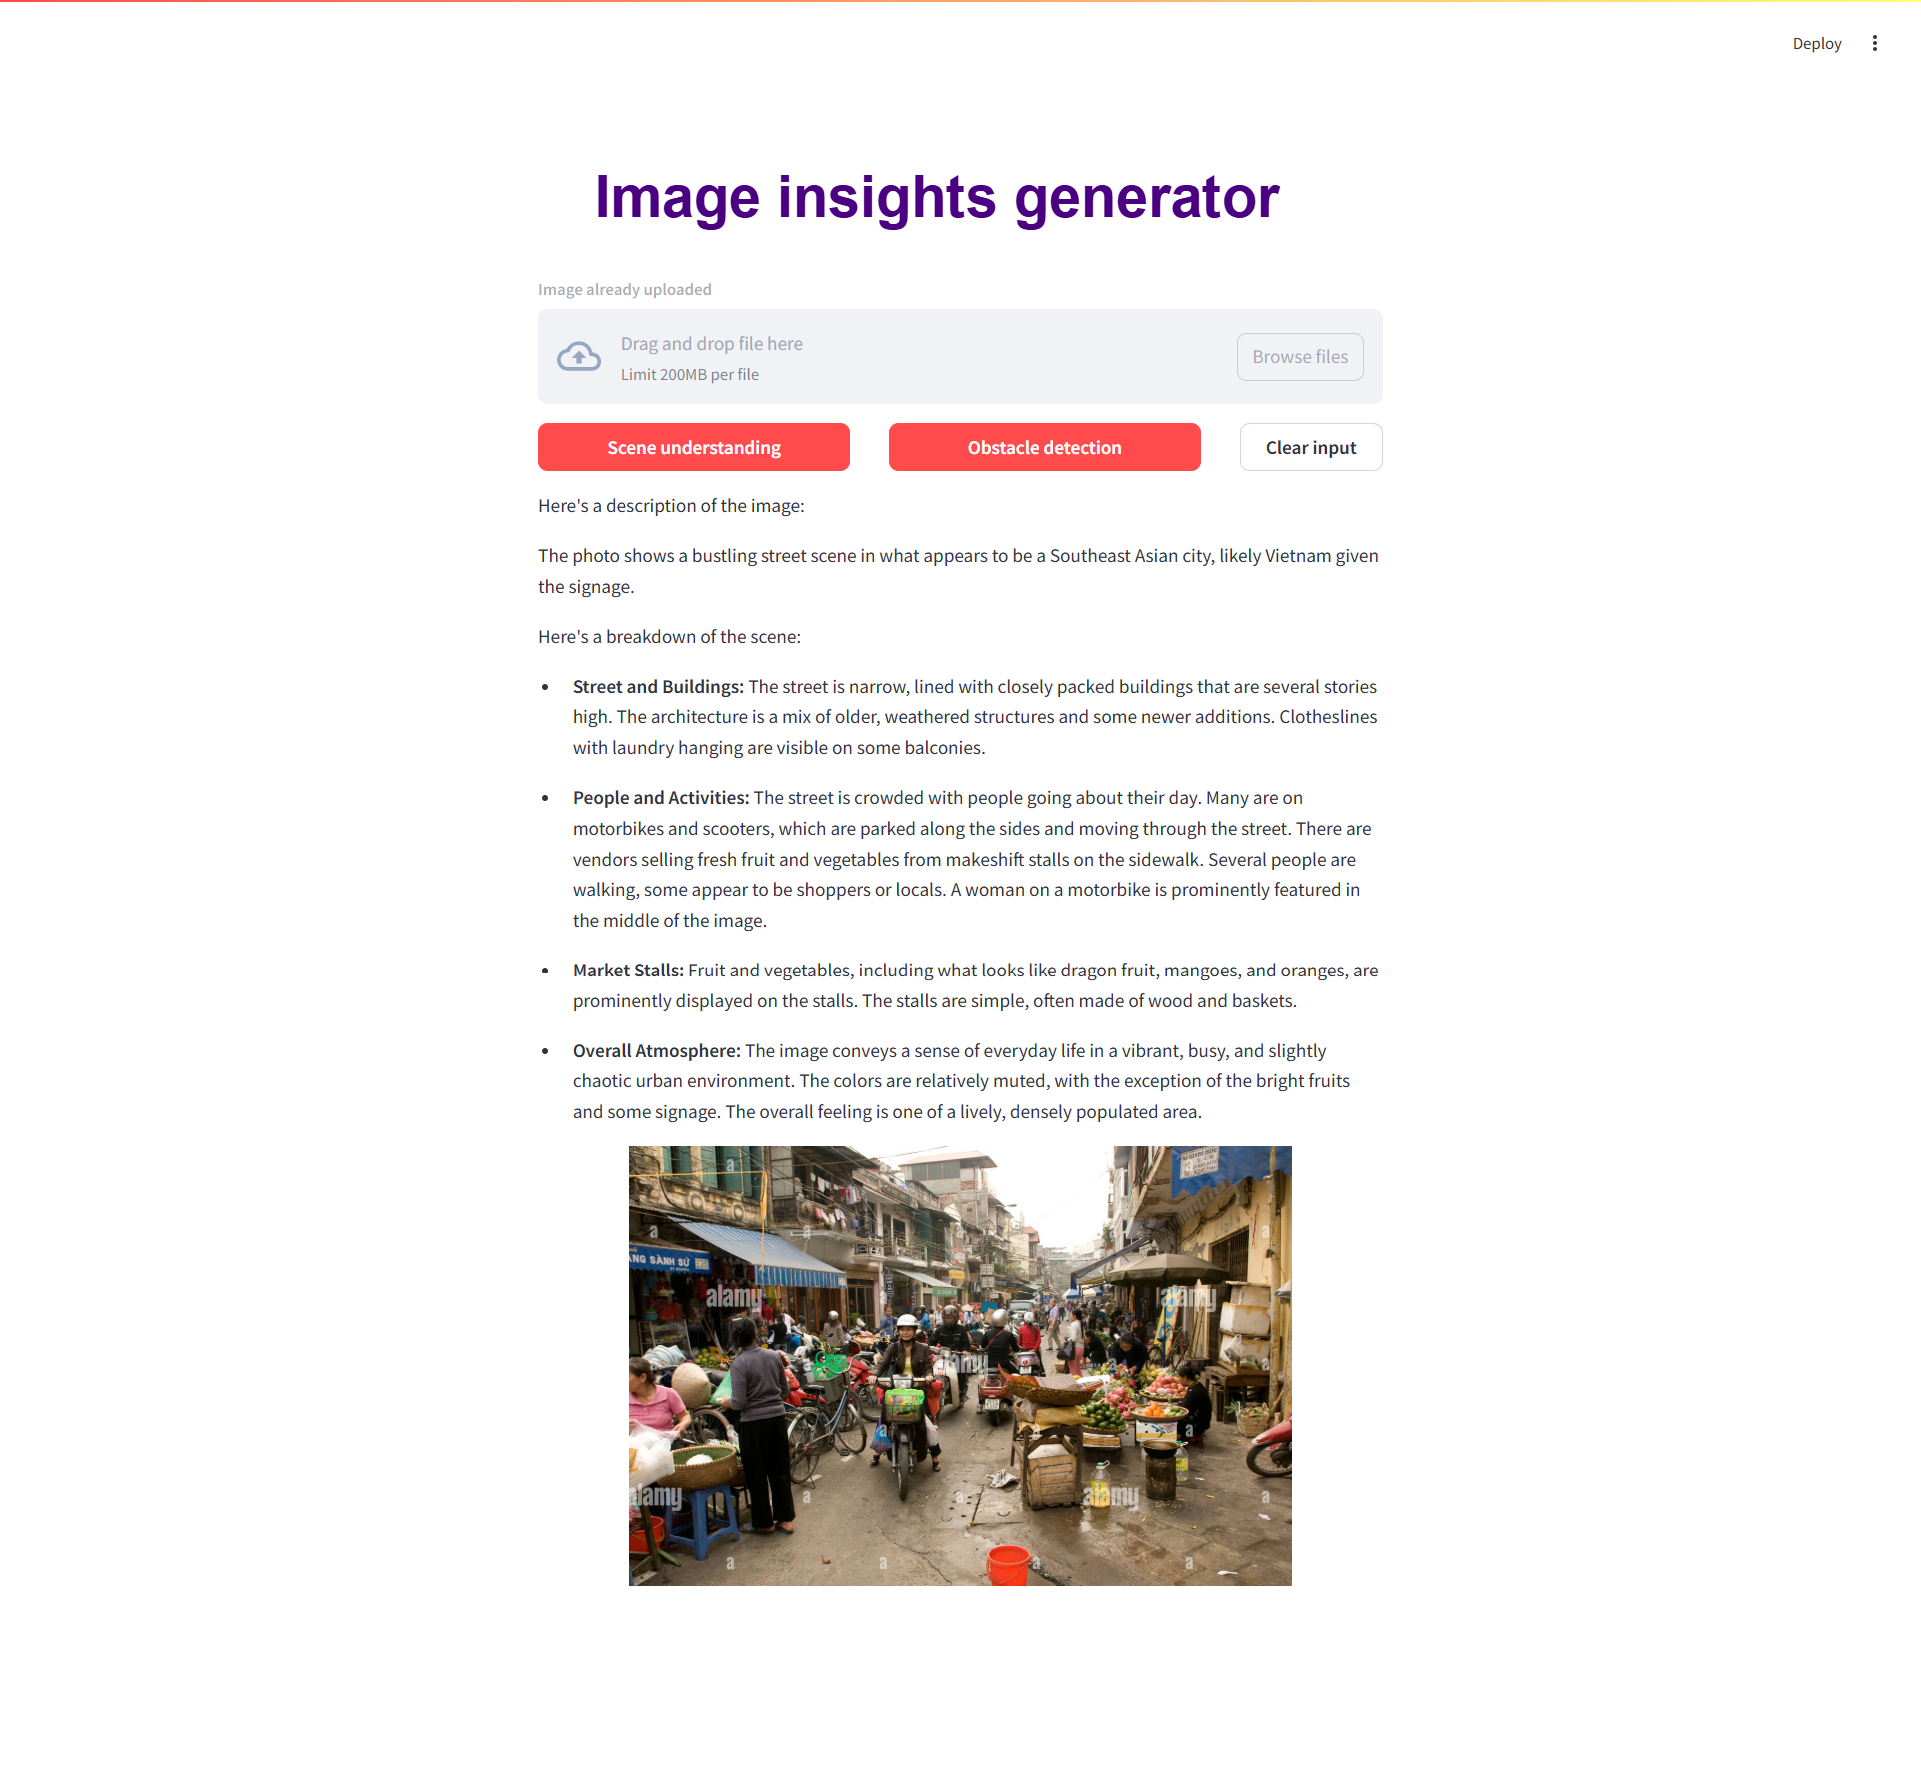 Deploy
Image insights generator
Image already uploaded
Drag and drop file here
Limit 200MB per file
Browse files
Scene understanding
Obstacle detection
Clear input
Here's a description of the image:
The photo shows a bustling street scene in what appears to be a Southeast Asian city, likely Vietnam given
the signage.
Here's a breakdown of the scene:
Street and Buildings: The street is narrow, lined with closely packed buildings that are several stories
high. The architecture is a mix of older, weathered structures and some newer additions. Clotheslines
with laundry hanging are visible on some balconies.
People and Activities: The street is crowded with people going about their day. Many are on
motorbikes and scooters, which are parked along the sides and moving through the street. There are
vendors selling fresh fruit and vegetables from makeshift stalls on the sidewalk. Several people are
walking, some appear to be shoppers or locals. A woman on a motorbike is prominently featured in
the middle of the image.
Market Stalls: Fruit and vegetables, including what looks like dragon fruit, mangoes, and oranges, are
prominently displayed on the stalls. The stalls are simple, often made of wood and baskets.
Overall Atmosphere: The image conveys a sense of everyday life in a vibrant, busy, and slightly
chaotic urban environment. The colors are relatively muted, with the exception of the bright fruits
and some signage. The overall feeling is one of a lively, densely populated area.
NG SÀNH SỨ
alamy
alamy
alamy
alamy
alamy